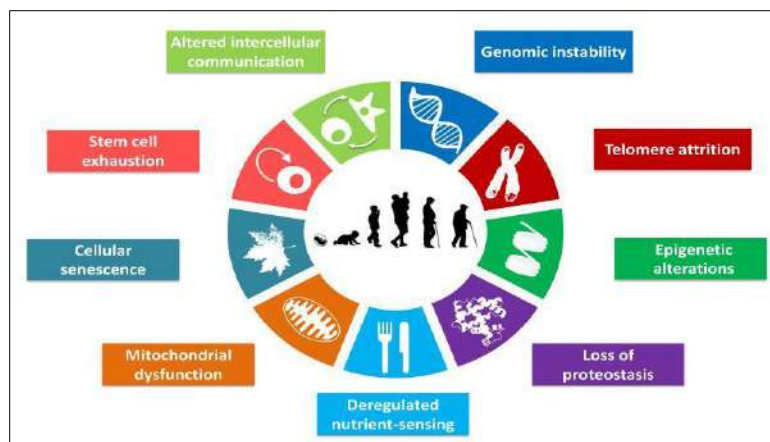 Altered intercellular
communication
Genomic instability
Stem cell
exhaustion
Telomere attrition
Cellular
senescence
Epigenetic
alterations
Mitochondrial
dysfunction
Loss of
proteostasis
Deregulated
nutrient-sensing